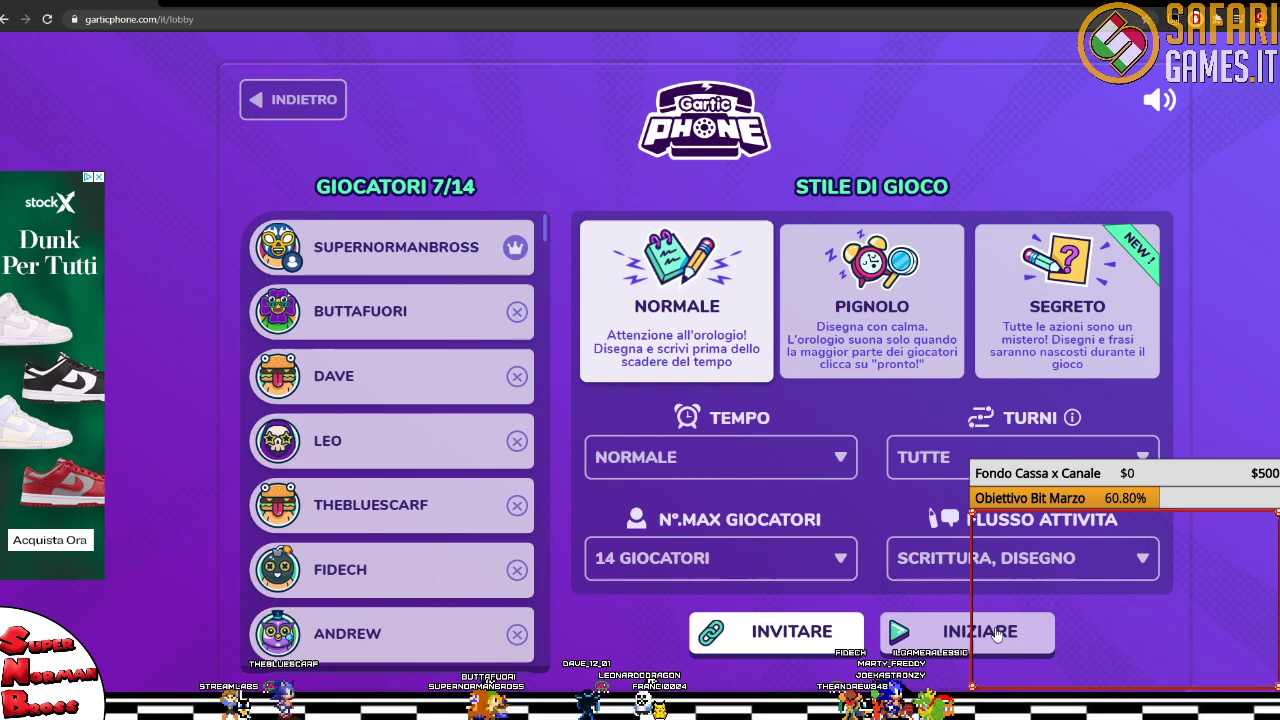 garticphone.com/it/lobby
SAFARI
GAMES.IT
INDIETRO
Gartic
PHONE
GIOCATORI 7/14
STILE DI GIOCO
stockX
Dunk
Per Tutti
Acquista Ora
SUPERNORMANBROSS
BUTTAFUORI
DAVE
LEO
THEBLUESCARF
FIDECH
ANDREW
NORMALE
Attenzione all'orologio!
Disegna e scrivi prima dello
scadere del tempo
PIGNOLO
Disegna con calma.
L'orologio suona solo quando
la maggior parte dei giocatori
clicca su "pronto!"
NEW !
SEGRETO
Tutte le azioni sono un
mistero! Disegni e frasi
saranno nascosti durante il
gioco
TEMPO
NORMALE
TURNI
TUTTE
Fondo Cassa x Canale $0 $500
Obiettivo Bit Marzo 60.80%
N°.MAX GIOCATORI
14 GIOCATORI
FLUSSO ATTIVITÀ
SCRITTURA, DISEGNO
INVITARE
INIZIARE
SUPER
NORMAN
BROSS
THEBLUESCARF
STREAMLABS
BUTTAFUORI
SUPERNORMANBROSS
DAVE_12_01
LEONARDCDRAGON
FRANCI0004
FIDECH
MARTY_FREDDY
JOEKASTRONZY
THEANDREW848